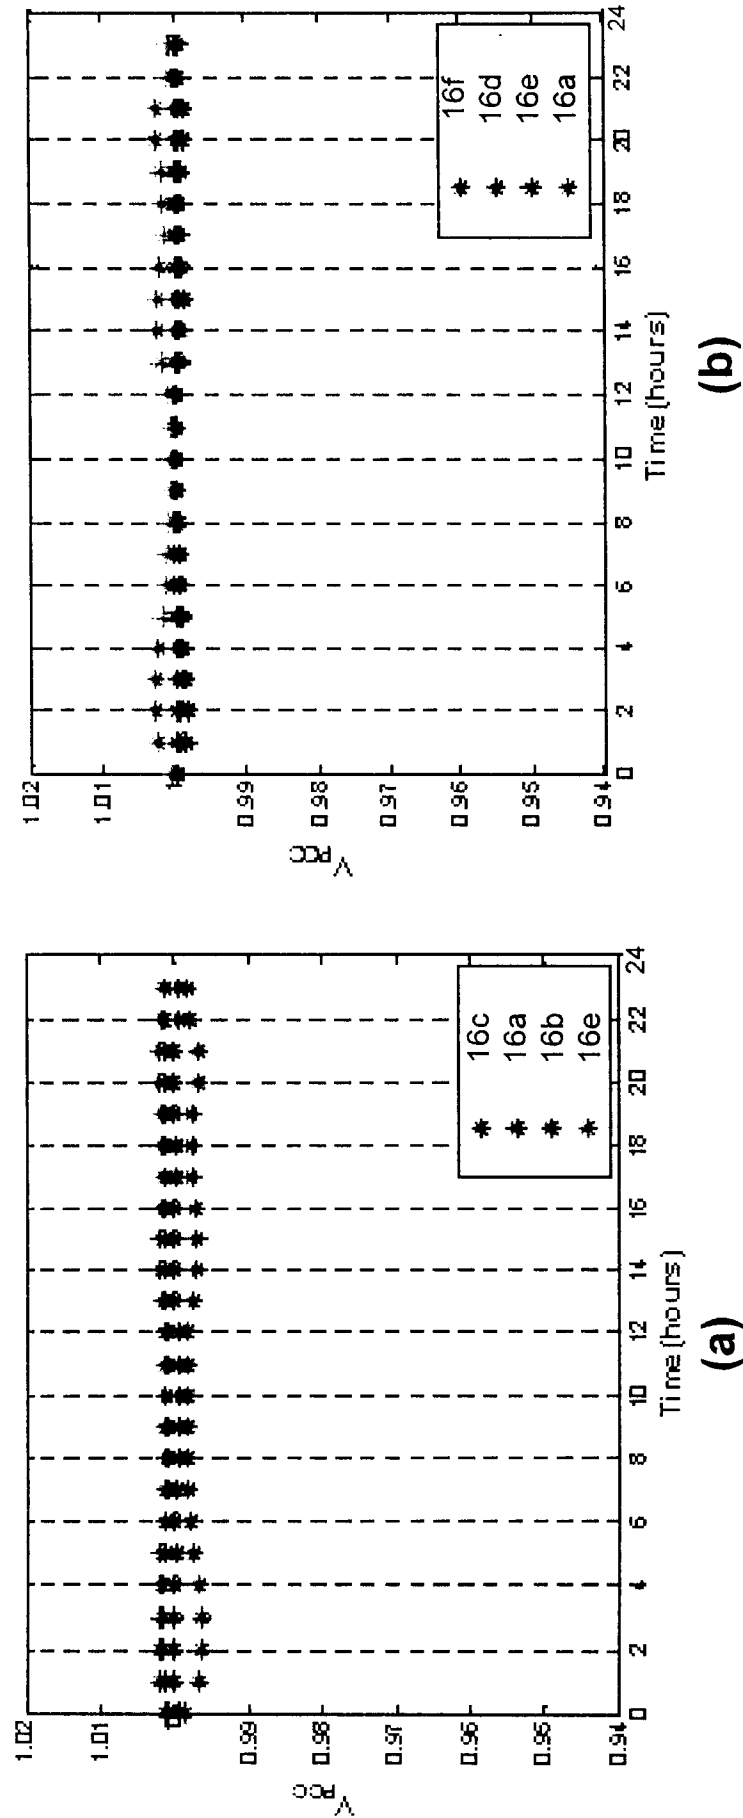 1.02
1.01
0.99
0.98
0.97
0.96
0.95
0.94
V PCC
0 2 4 6 8 10 12 14 16 18 20 22 24
Time (hours)
16c
16a
16b
16e
(a)
1.02
1.01
0.99
0.98
0.97
0.96
0.95
0.94
V PCC
0 2 4 6 8 10 12 14 16 18 20 22 24
Time (hours)
16f
16d
16e
16a
(b)